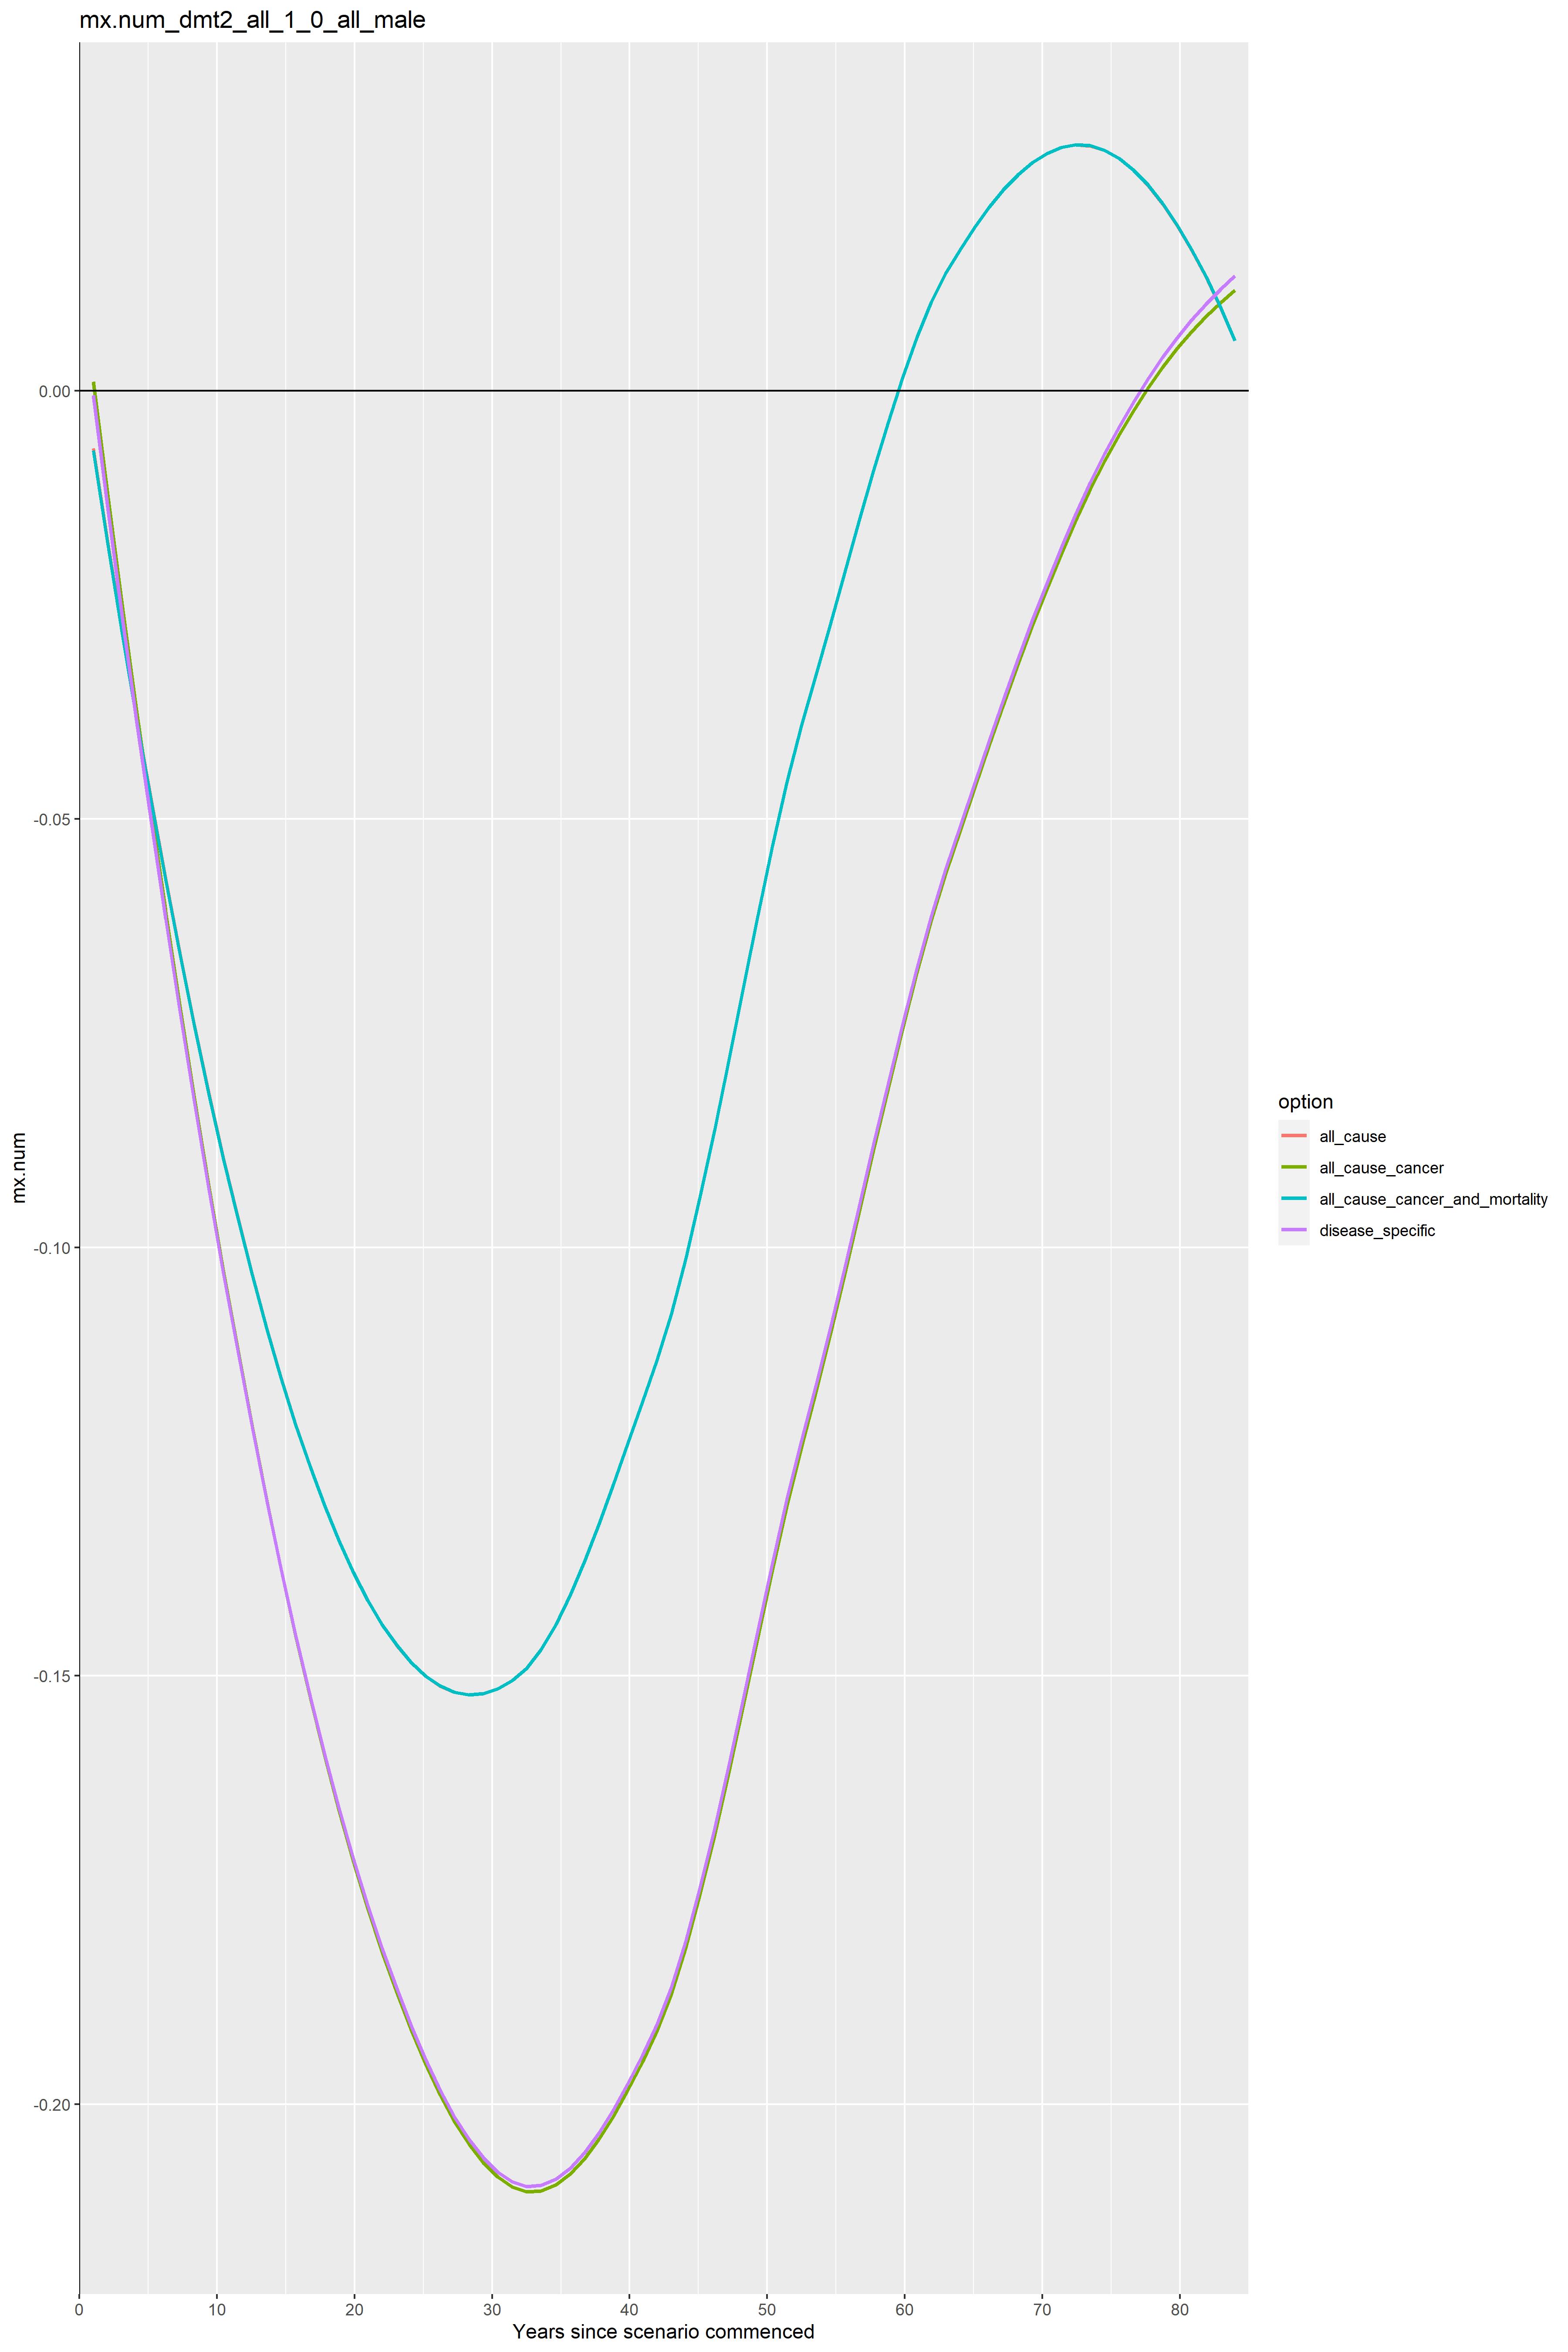 mx.num_dmt2_all_1_0_all_male
mx.num
0.00
-0.05
-0.10
-0.15
-0.20
0
10
20
30
40
50
60
70
80
Years since scenario commenced
option
all_cause
all_cause_cancer
all_cause_cancer_and_mortality
disease_specific